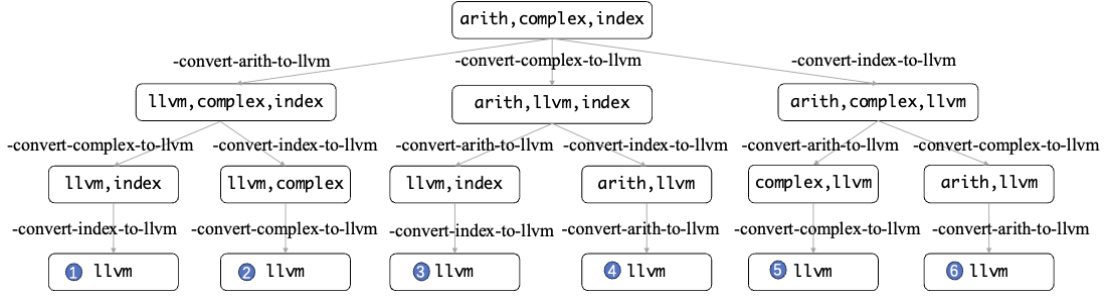 arith,complex,index
-convert-arith-to-llvm -convert-complex-to-llvm -convert-index-to-llvm
llvm,complex,index arith,llvm,index arith,complex,llvm
-convert-complex-to-llvm -convert-index-to-llvm -convert-arith-to-llvm -convert-index-to-llvm -convert-arith-to-llvm -convert-complex-to-llvm
llvm,index llvm,complex llvm,index arith,llvm complex,llvm arith,llvm
-convert-index-to-llvm -convert-complex-to-llvm -convert-index-to-llvm -convert-arith-to-llvm -convert-complex-to-llvm -convert-arith-to-llvm
1 llvm 2 llvm 3 llvm 4 llvm 5 llvm 6 llvm